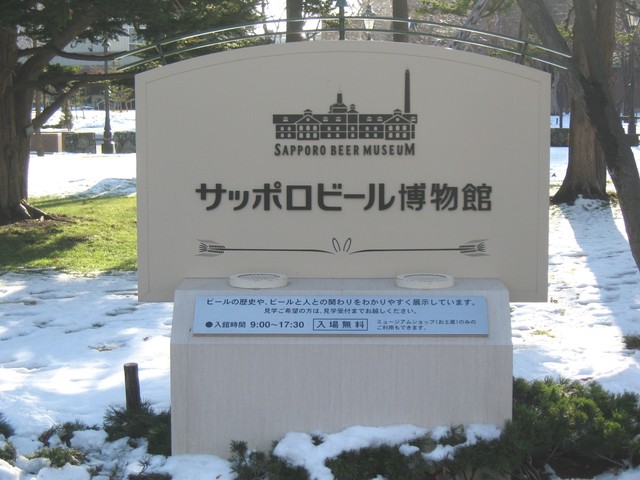 SAPPORO BEER MUSEUM
サッポロビール博物館
ビールの歴史や、ビールと人との関わりをわかりやすく展示しています。
見学ご希望の方は、見学受付までお越しください。
●入館時間 9:00〜17:30 入場無料 ミュージアムショップ(お土産)のみの
ご利用もできます。